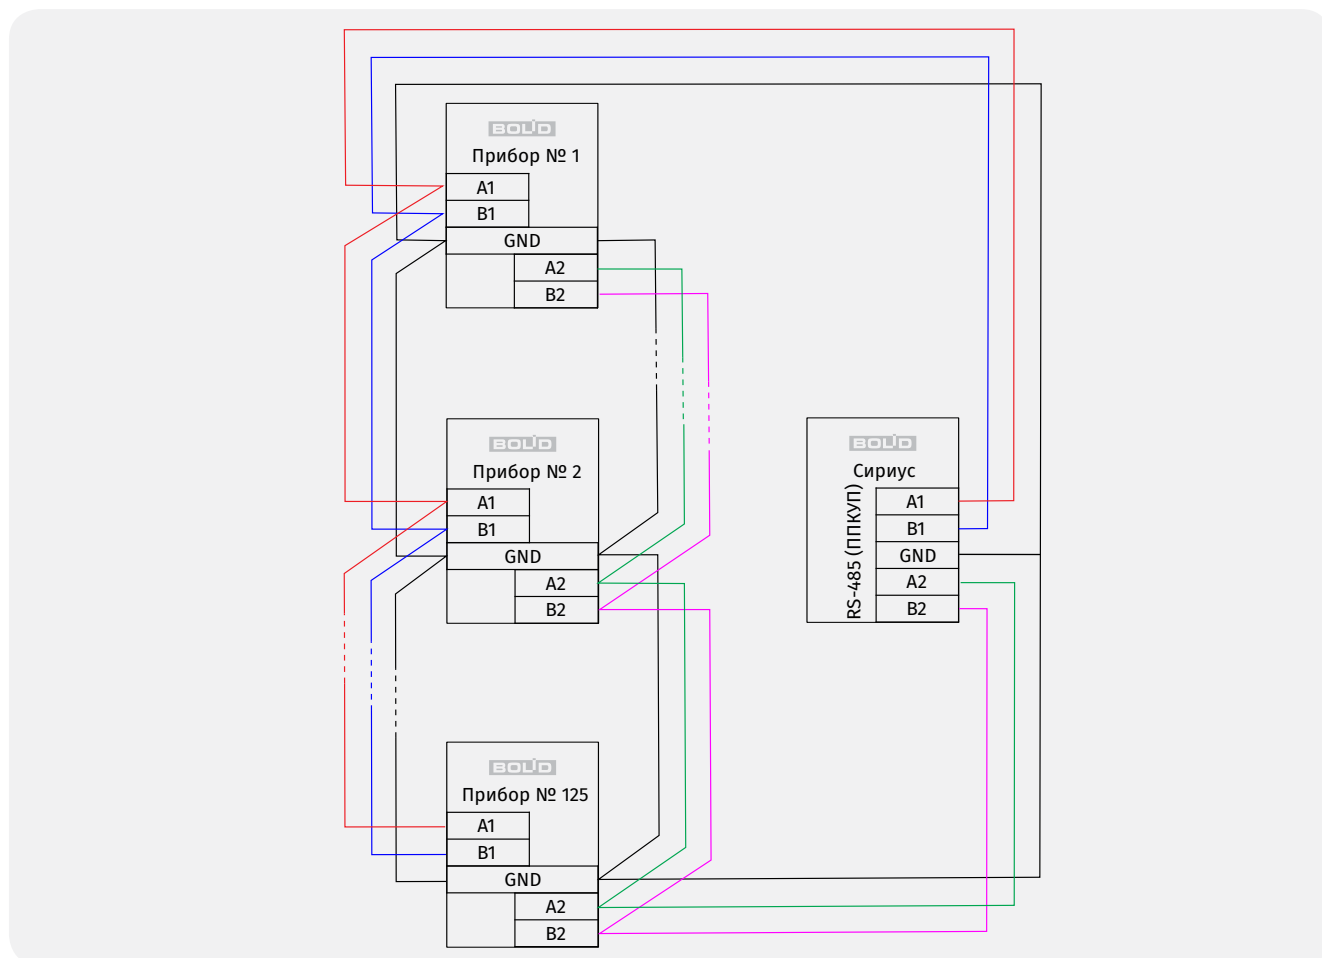 BOLID
Прибор № 1
A1
B1
GND
A2
B2
BOLID
Прибор № 2
A1
B1
GND
A2
B2
BOLID
Сириус
RS-485 (ППКУП)
A1
B1
GND
A2
B2
BOLID
Прибор № 125
A1
B1
GND
A2
B2